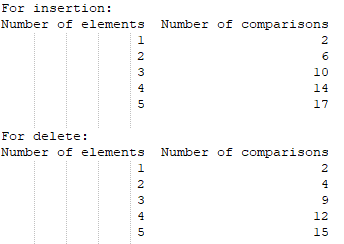 For insertion:
Number of elements  Number of comparisons
1  2
2  6
3  10
4  14
5  17
For delete:
Number of elements  Number of comparisons
1  2
2  4
3  9
4  12
5  15